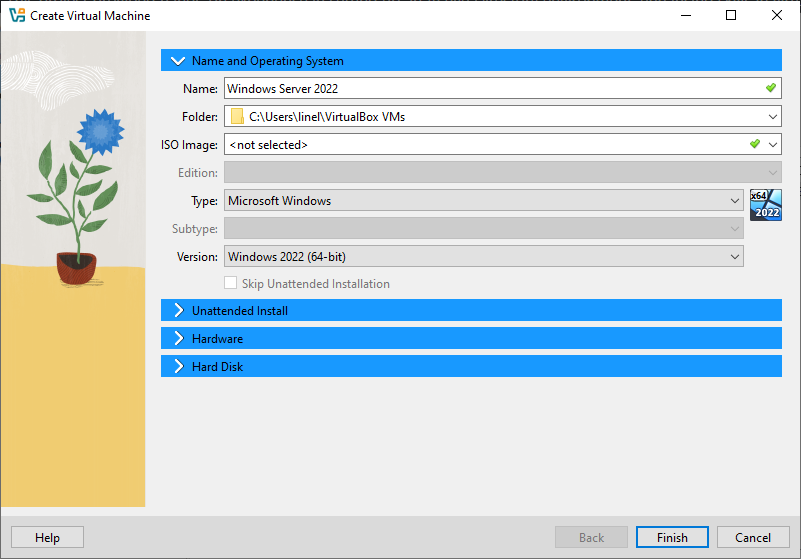 Create Virtual Machine
Name and Operating System
Name: Windows Server 2022
Folder: C:\Users\linel\VirtualBox VMs
ISO Image: <not selected>
Edition:
Type: Microsoft Windows
x64
2022
Subtype:
Version: Windows 2022 (64-bit)
Skip Unattended Installation
Unattended Install
Hardware
Hard Disk
Help Back Finish Cancel